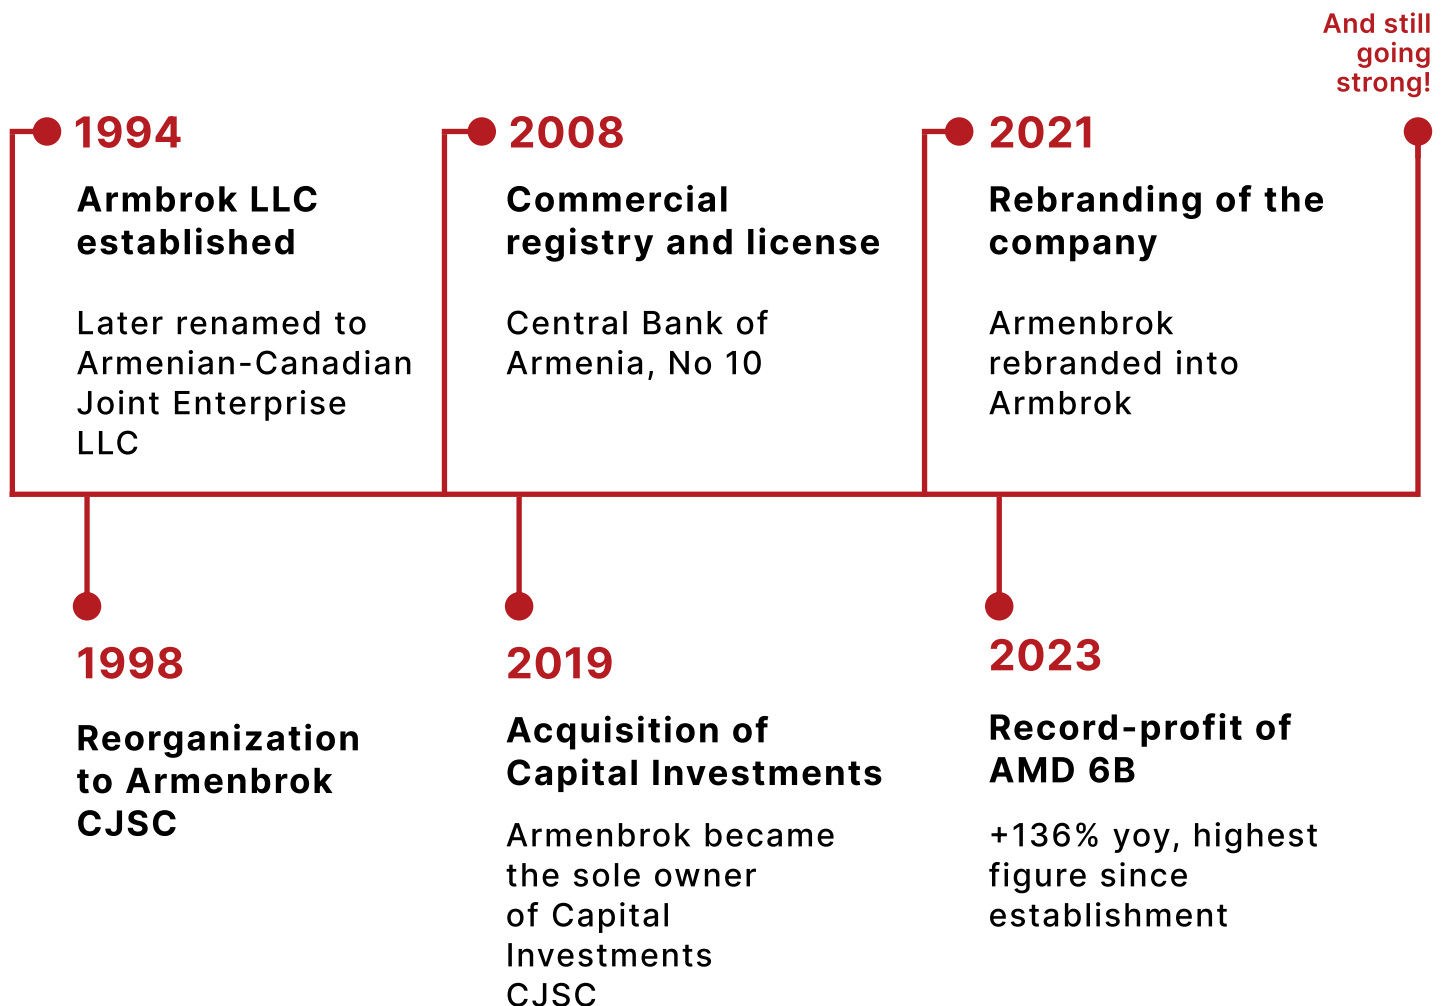 And still
going
strong!
1994
Armbrok LLC
established
Later renamed to
Armenian-Canadian
Joint Enterprise
LLC
2008
Commercial
registry and license
Central Bank of
Armenia, No 10
2021
Rebranding of the
company
Armenbrok
rebranded into
Armbrok
1998
Reorganization
to Armenbrok
CJSC
2019
Acquisition of
Capital Investments
Armenbrok became
the sole owner
of Capital
Investments
CJSC
2023
Record-profit of
AMD 6B
+136% yoy, highest
figure since
establishment